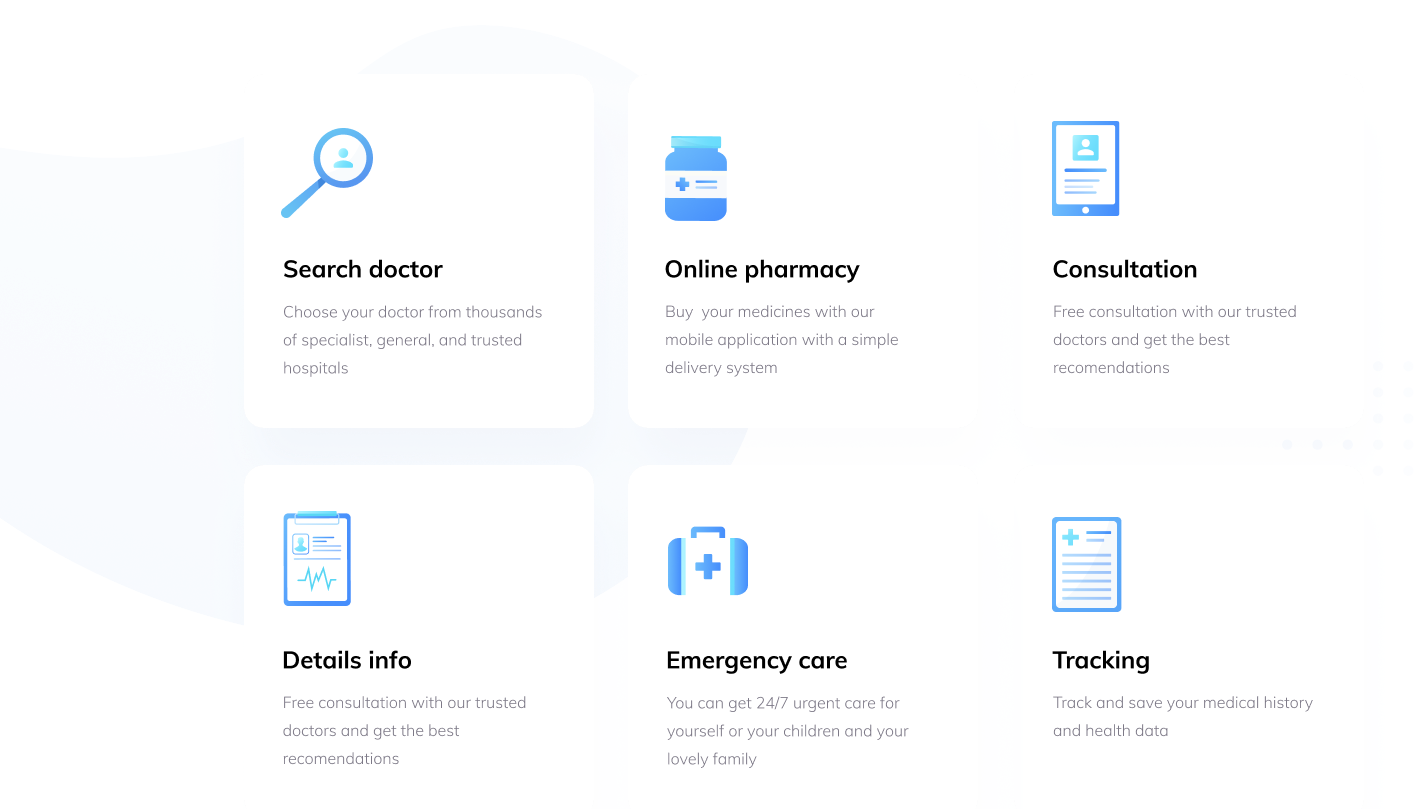 Search doctor
Choose your doctor from thousands
of specialist, general, and trusted
hospitals
Online pharmacy
Buy  your medicines with our
mobile application with a simple
delivery system
Consultation
Free consultation with our trusted
doctors and get the best
recomendations
Details info
Free consultation with our trusted
doctors and get the best
recomendations
Emergency care
You can get 24/7 urgent care for
yourself or your children and your
lovely family
Tracking
Track and save your medical history
and health data